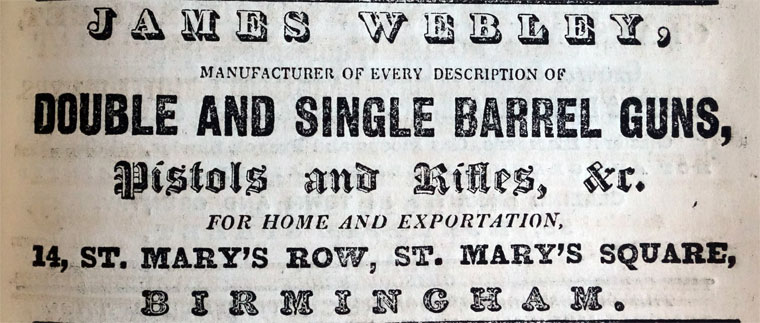 JAMES WEBLEY,
MANUFACTURER OF EVERY DESCRIPTION OF
DOUBLE AND SINGLE BARREL GUNS,
Pistols and Rifles, &c.
FOR HOME AND EXPORTATION,
14, ST. MARY'S ROW, ST. MARY'S SQUARE,
BIRMINGHAM.